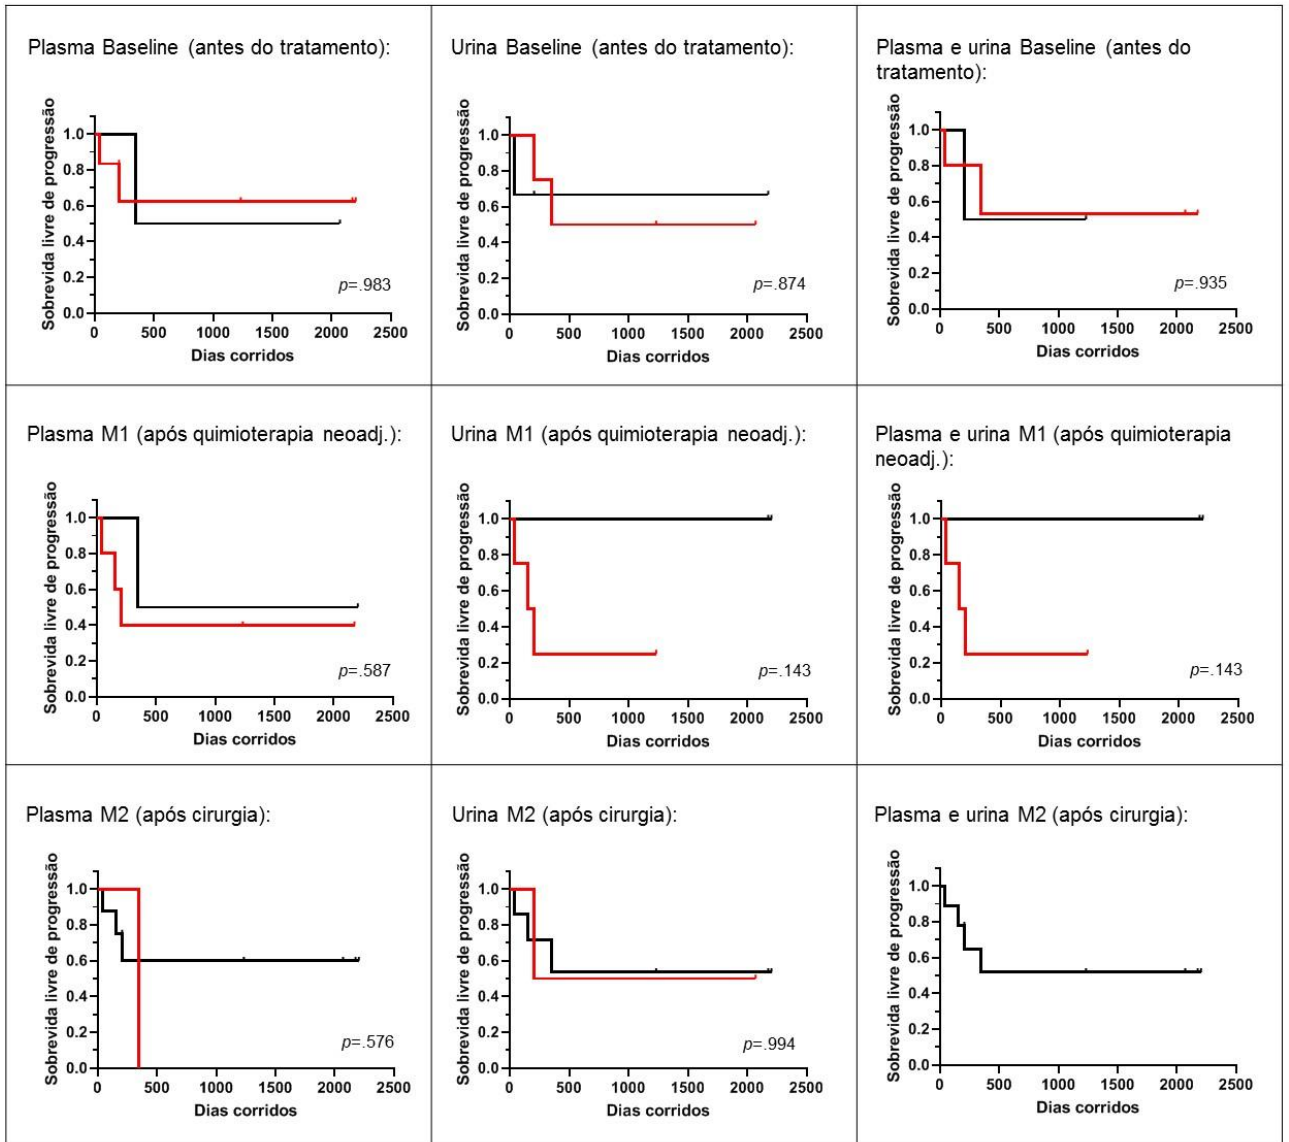 Plasma Baseline (antes do tratamento):
Sobrevida livre de progressão
1.0
0.8
0.6
0.4
0.2
0.0
p=.983
0 500 1000 1500 2000 2500
Dias corridos
Urina Baseline (antes do tratamento):
Sobrevida livre de progressão
1.0
0.8
0.6
0.4
0.2
0.0
p=.874
0 500 1000 1500 2000 2500
Dias corridos
Plasma e urina Baseline (antes do
tratamento):
Sobrevida livre de progressão
1.0
0.8
0.6
0.4
0.2
0.0
p=.935
0 500 1000 1500 2000 2500
Dias corridos
Plasma M1 (após quimioterapia neoadj.):
Sobrevida livre de progressão
1.0
0.8
0.6
0.4
0.2
0.0
p=.587
0 500 1000 1500 2000 2500
Dias corridos
Urina M1 (após quimioterapia neoadj.):
Sobrevida livre de progressão
1.0
0.8
0.6
0.4
0.2
0.0
p=.143
0 500 1000 1500 2000 2500
Dias corridos
Plasma e urina M1 (após quimioterapia
neoadj.):
Sobrevida livre de progressão
1.0
0.8
0.6
0.4
0.2
0.0
p=.143
0 500 1000 1500 2000 2500
Dias corridos
Plasma M2 (após cirurgia):
Sobrevida livre de progressão
1.0
0.8
0.6
0.4
0.2
0.0
p=.576
0 500 1000 1500 2000 2500
Dias corridos
Urina M2 (após cirurgia):
Sobrevida livre de progressão
1.0
0.8
0.6
0.4
0.2
0.0
p=.994
0 500 1000 1500 2000 2500
Dias corridos
Plasma e urina M2 (após cirurgia):
Sobrevida livre de progressão
1.0
0.8
0.6
0.4
0.2
0.0
0 500 1000 1500 2000 2500
Dias corridos